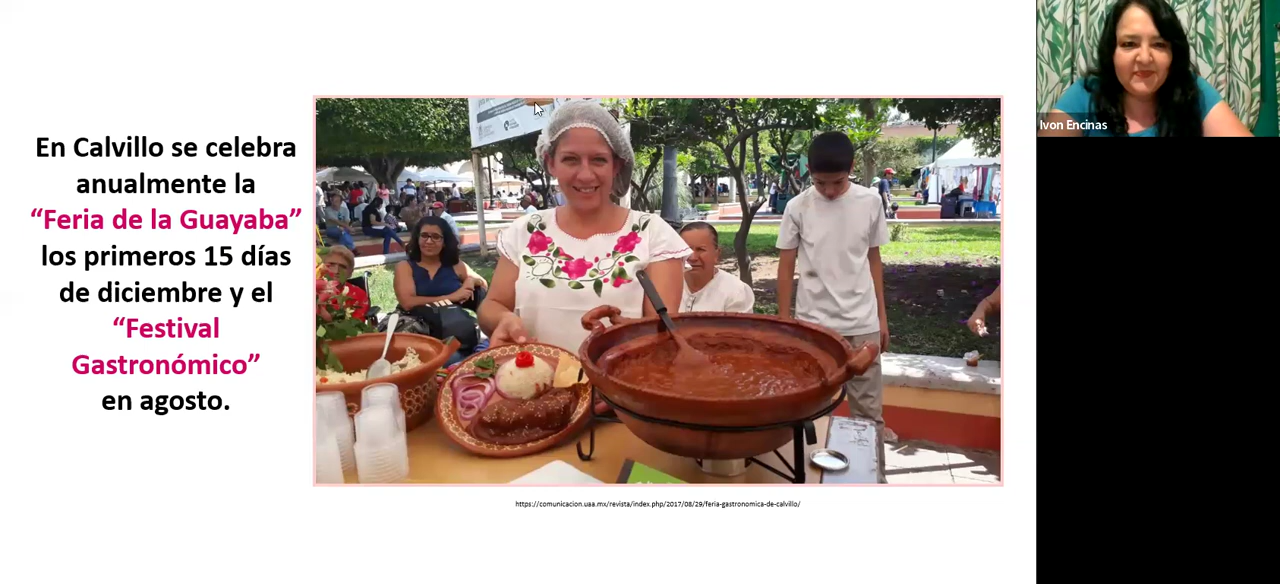 En Calvillo se celebra
anualmente la
“Feria de la Guayaba”
los primeros 15 días
de diciembre y el
“Festival
Gastronómico”
en agosto.
https://comunicacion.uaa.mx/revista/index.php/2017/08/29/feria-gastronomica-de-calvillo/
Ivon Encinas